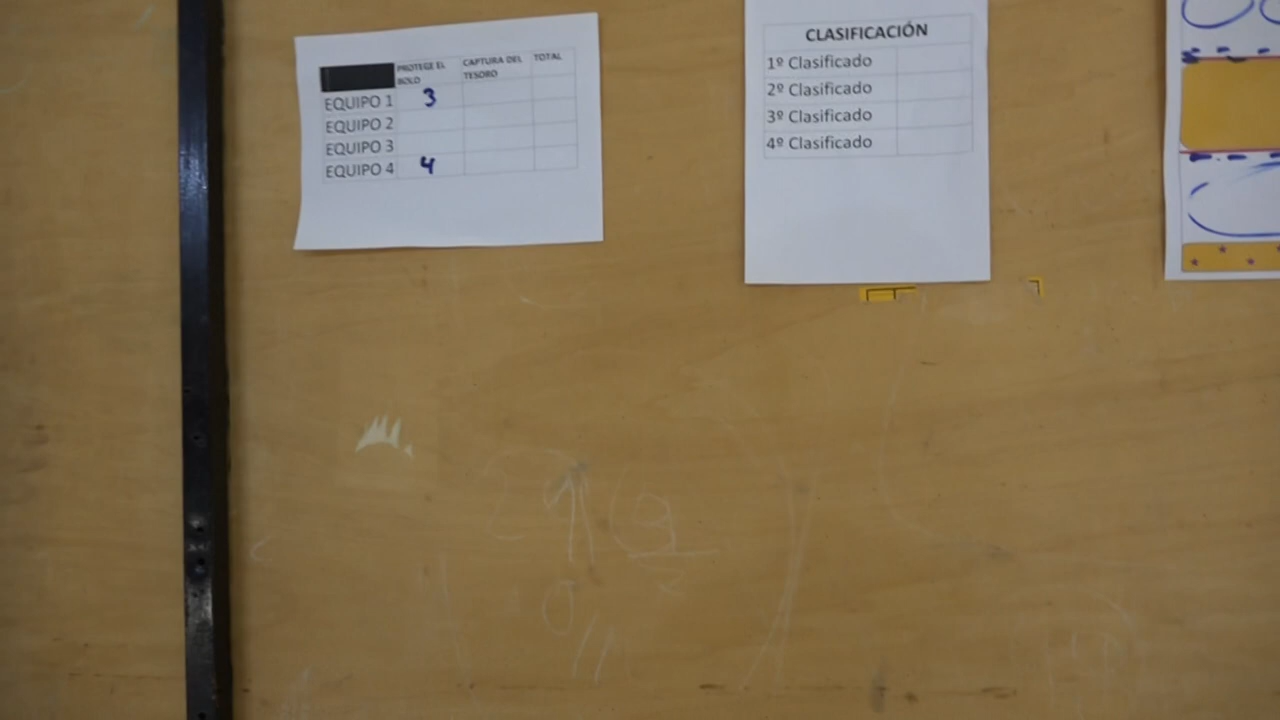 PROTEGE EL BOLO CAPTURA DEL TESORO TOTAL
EQUIPO 1 3
EQUIPO 2
EQUIPO 3
EQUIPO 4 4
CLASIFICACIÓN
1º Clasificado
2º Clasificado
3º Clasificado
4º Clasificado